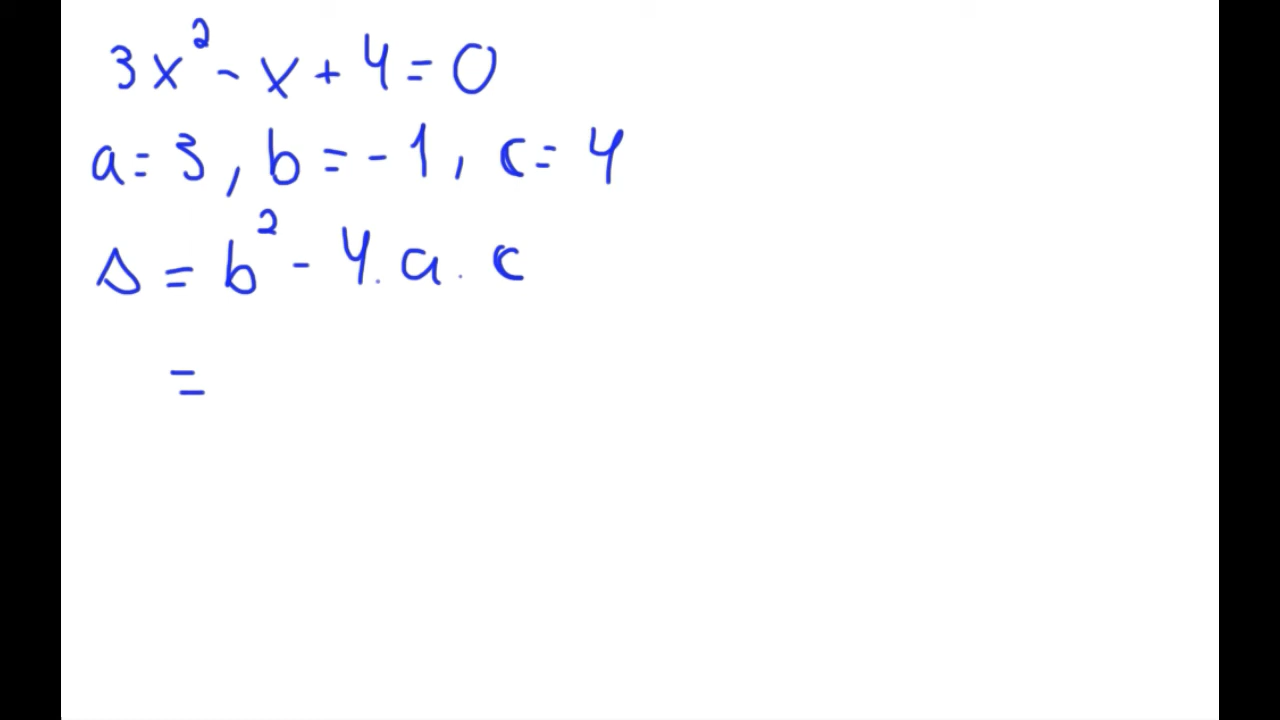 3x² - x + 4 = 0
a = 3 , b = - 1 , c = 4
Δ = b² - 4 . a . c
=